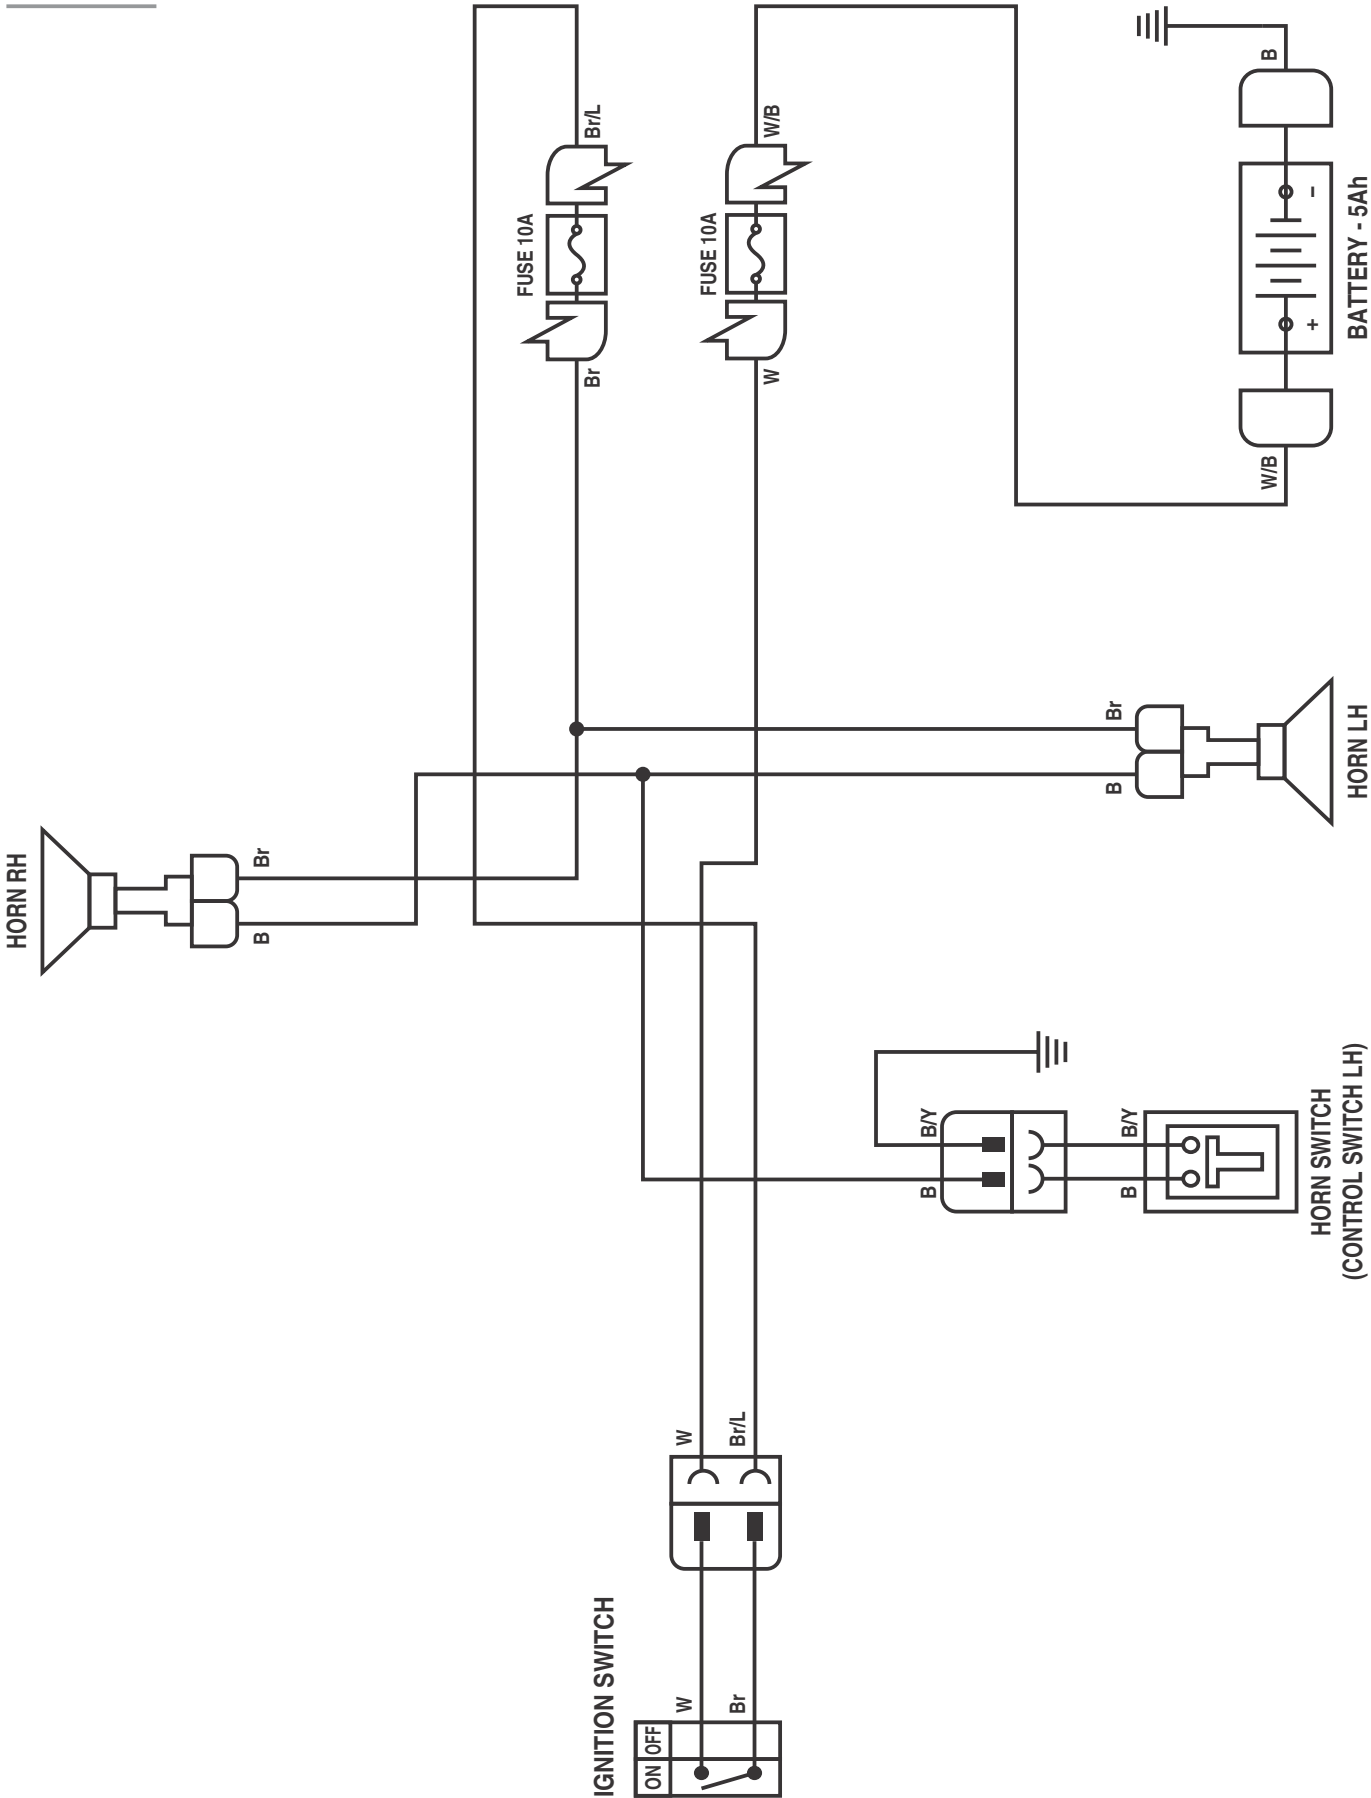 HORN RH
Br
B
FUSE 10A
Br/L
Br
FUSE 10A
W/B
W
B
-
+
BATTERY - 5Ah
W/B
Br
B
HORN LH
B/Y
B
B/Y
B
HORN SWITCH
(CONTROL SWITCH LH)
W
Br/L
IGNITION SWITCH
W
Br
ON OFF